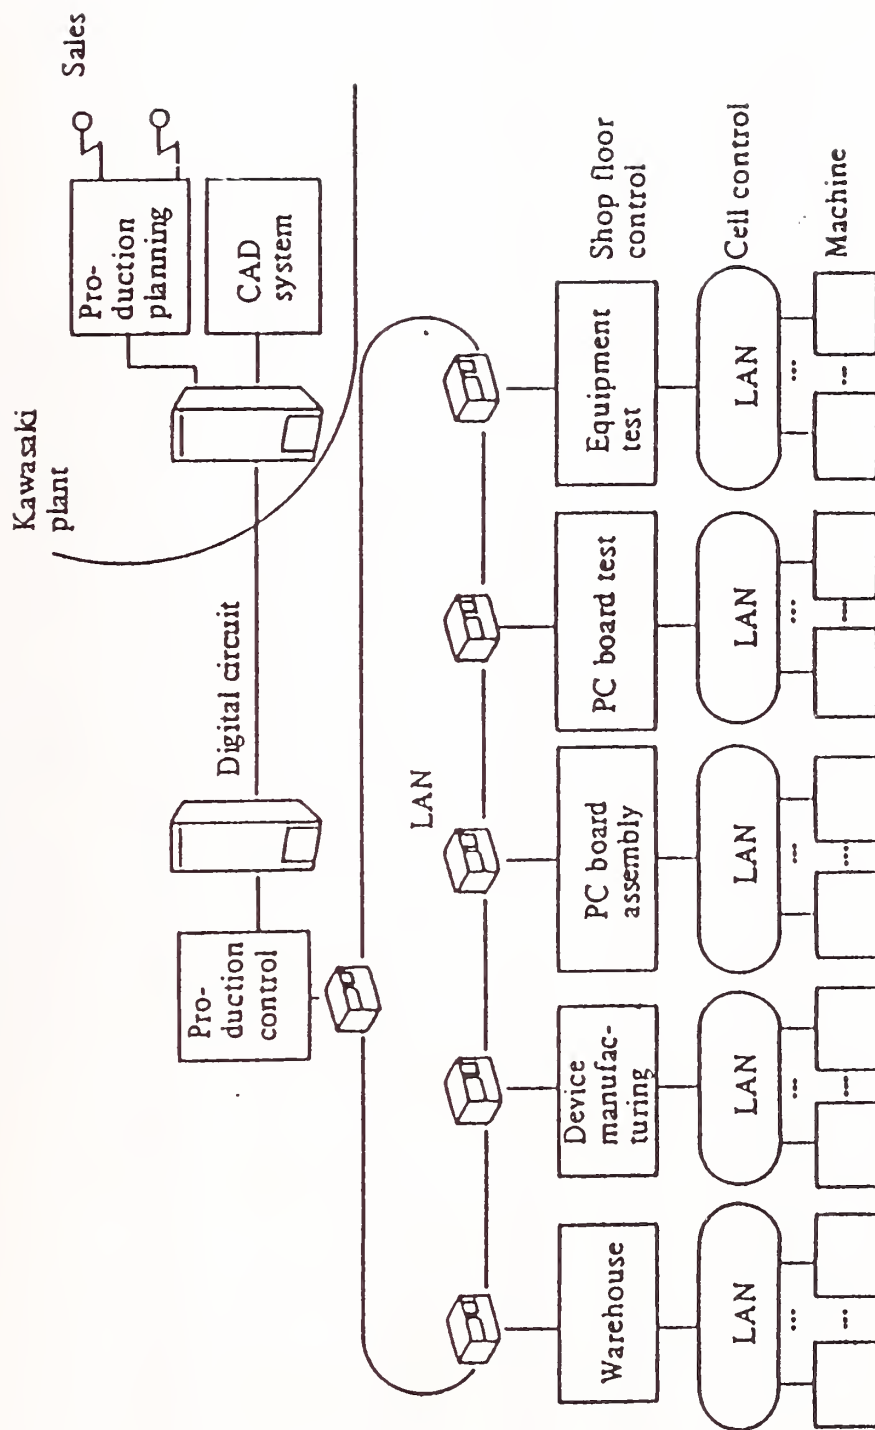 Kawasaki
plant
Sales
Pro-
duction
planning
CAD
system
Digital circuit
Pro-
duction
control
LAN
Warehouse
Device
manufac-
turing
PC board
assembly
PC board test
Equipment
test
Shop floor
control
LAN
LAN
LAN
LAN
LAN
Cell control
Machine